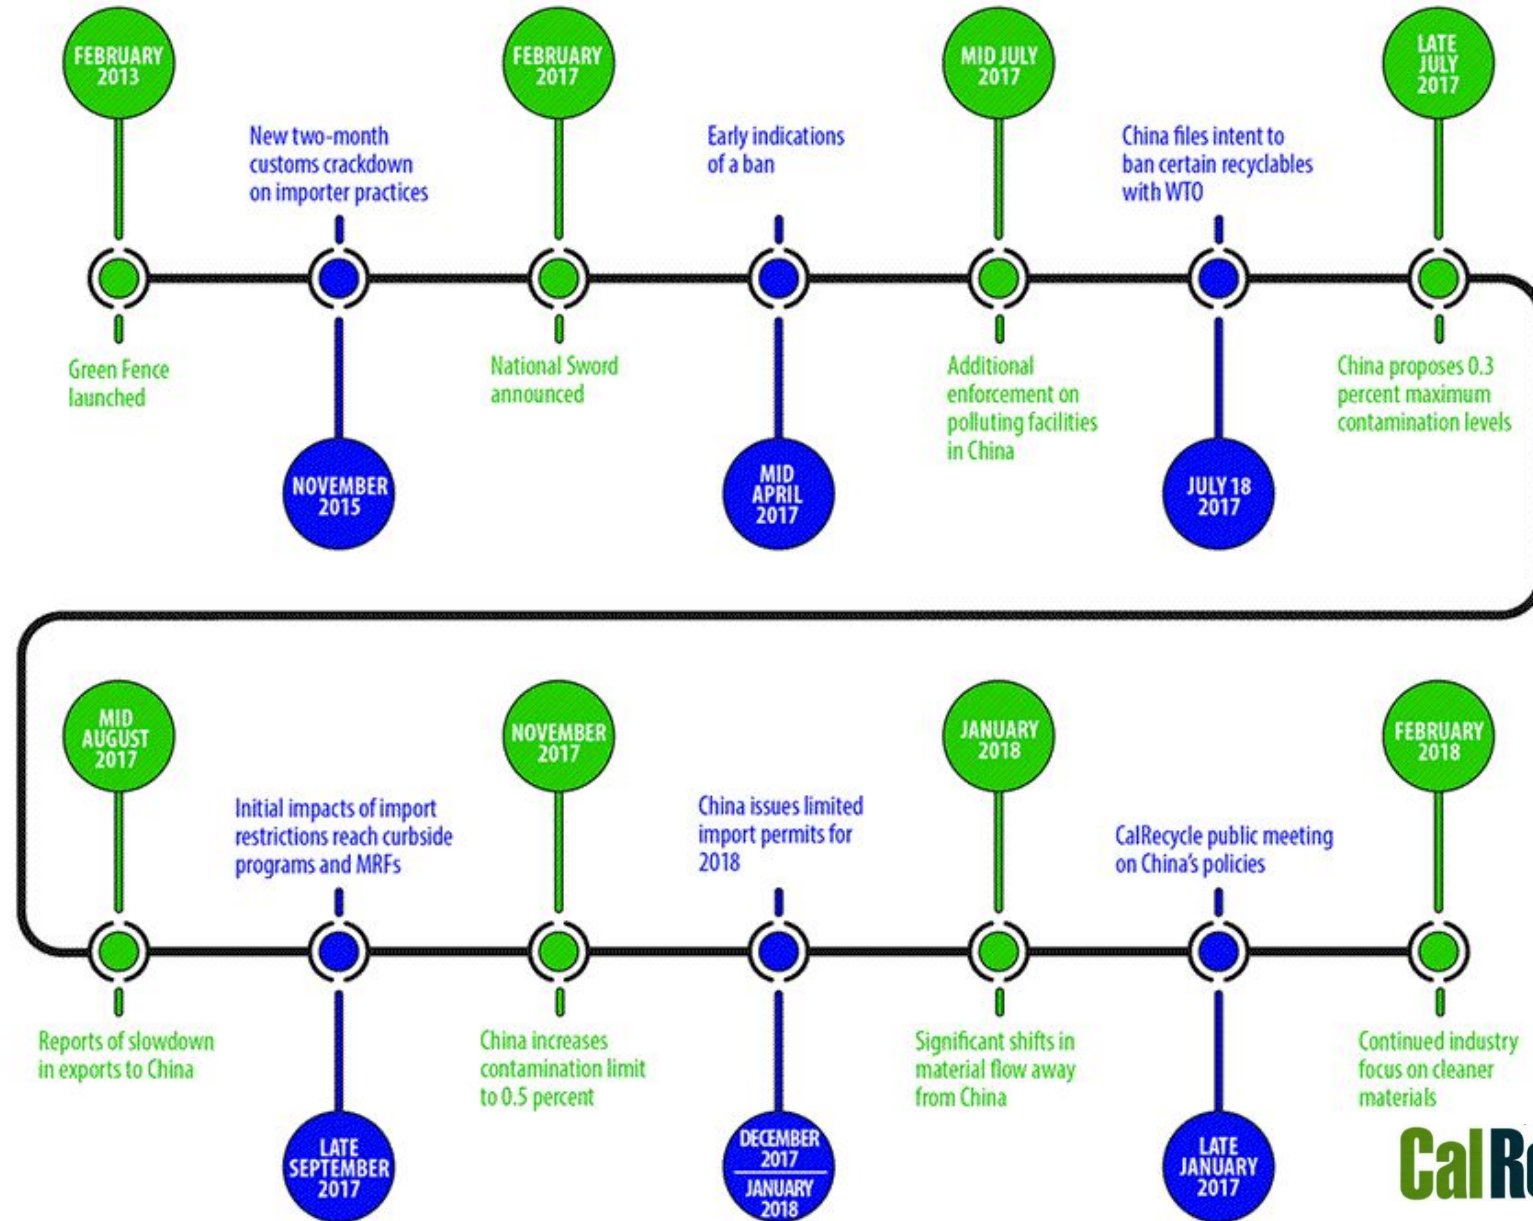 FEBRUARY
2013
Green Fence
launched
New two-month
customs crackdown
on importer practices
NOVEMBER
2015
FEBRUARY
2017
National Sword
announced
Early indications
of a ban
MID
APRIL
2017
MID JULY
2017
Additional
enforcement on
polluting facilities
in China
China files intent to
ban certain recyclables
with WTO
JULY 18
2017
LATE
JULY
2017
China proposes 0.3
percent maximum
contamination levels
MID
AUGUST
2017
Reports of slowdown
in exports to China
Initial impacts of import
restrictions reach curbside
programs and MRFs
LATE
SEPTEMBER
2017
NOVEMBER
2017
China increases
contamination limit
to 0.5 percent
China issues limited
import permits for
2018
DECEMBER
2017
JANUARY
2018
JANUARY
2018
Significant shifts in
material flow away
from China
CalRecycle public meeting
on China's policies
LATE
JANUARY
2017
FEBRUARY
2018
Continued industry
focus on cleaner
materials
CalRe